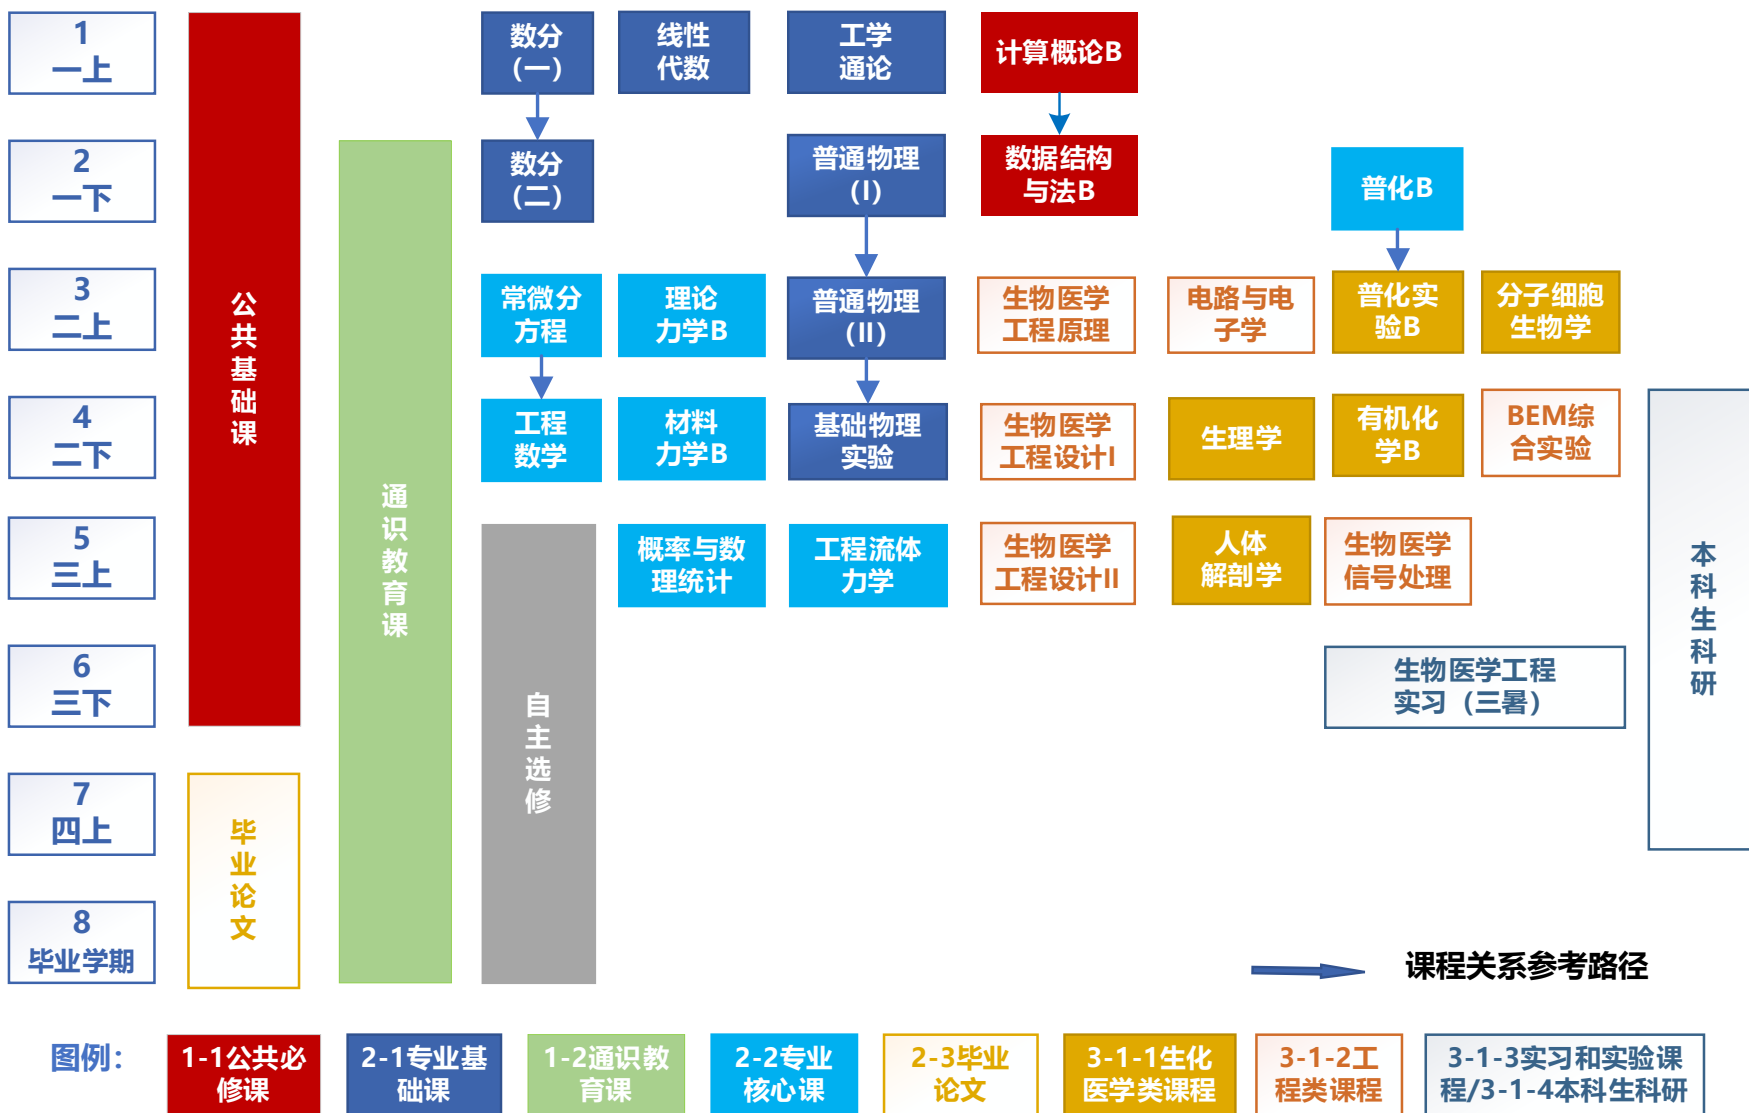 1
一上
数分
（一）
线性
代数
工学
通论
计算概论B
2
一下
数分
（二）
普通物理
(I)
数据结构
与法B
普化B
3
二上
常微分
方程
理论
力学B
普通物理
(II)
生物医学
工程原理
电路与电
子学
普化实
验B
分子细胞
生物学
4
二下
工程
数学
材料
力学B
基础物理
实验
生物医学
工程设计I
生理学
有机化
学B
BEM综
合实验
5
三上
概率与数
理统计
工程流体
力学
生物医学
工程设计II
人体
解剖学
生物医学
信号处理
6
三下
生物医学工程
实习（三暑）
7
四上
8
毕业学期
公共基础课
毕业论文
通识教育课
自主选修
本科生科研
课程关系参考路径
图例：
1-1公共必
修课
2-1专业基
础课
1-2通识教
育课
2-2专业
核心课
2-3毕业
论文
3-1-1生化
医学类课程
3-1-2工
程类课程
3-1-3实习和实验课
程/3-1-4本科生科研